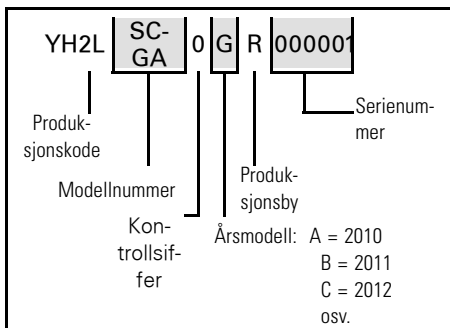 YH2L SC-GA 0 G R 000001
Serienum-
mer
Produk-
sjonskode
Modellnummer
Produk-
sjonsby
Kon-
trollsif-
fer
Årsmodell: A = 2010
B = 2011
C = 2012
osv.